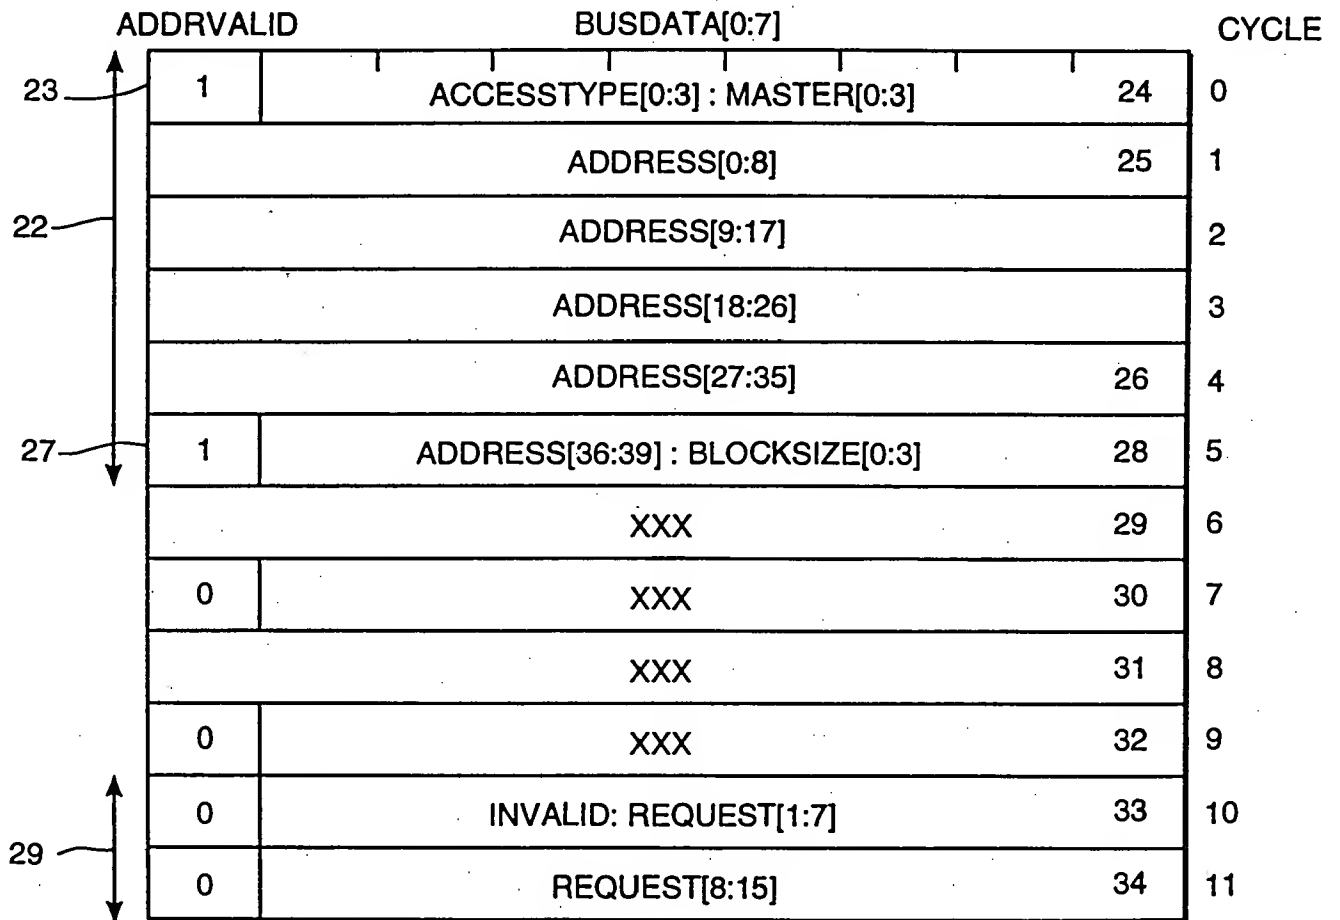 ADDRVALID BUSDATA[0:7] CYCLE
23 1 ACCESSTYPE[0:3] : MASTER[0:3] 24 0
ADDRESS[0:8] 25 1
22 ADDRESS[9:17] 2
ADDRESS[18:26] 3
ADDRESS[27:35] 26 4
27 1 ADDRESS[36:39] : BLOCKSIZE[0:3] 28 5
XXX 29 6
0 XXX 30 7
XXX 31 8
0 XXX 32 9
0 INVALID: REQUEST[1:7] 33 10
29
0 REQUEST[8:15] 34 11